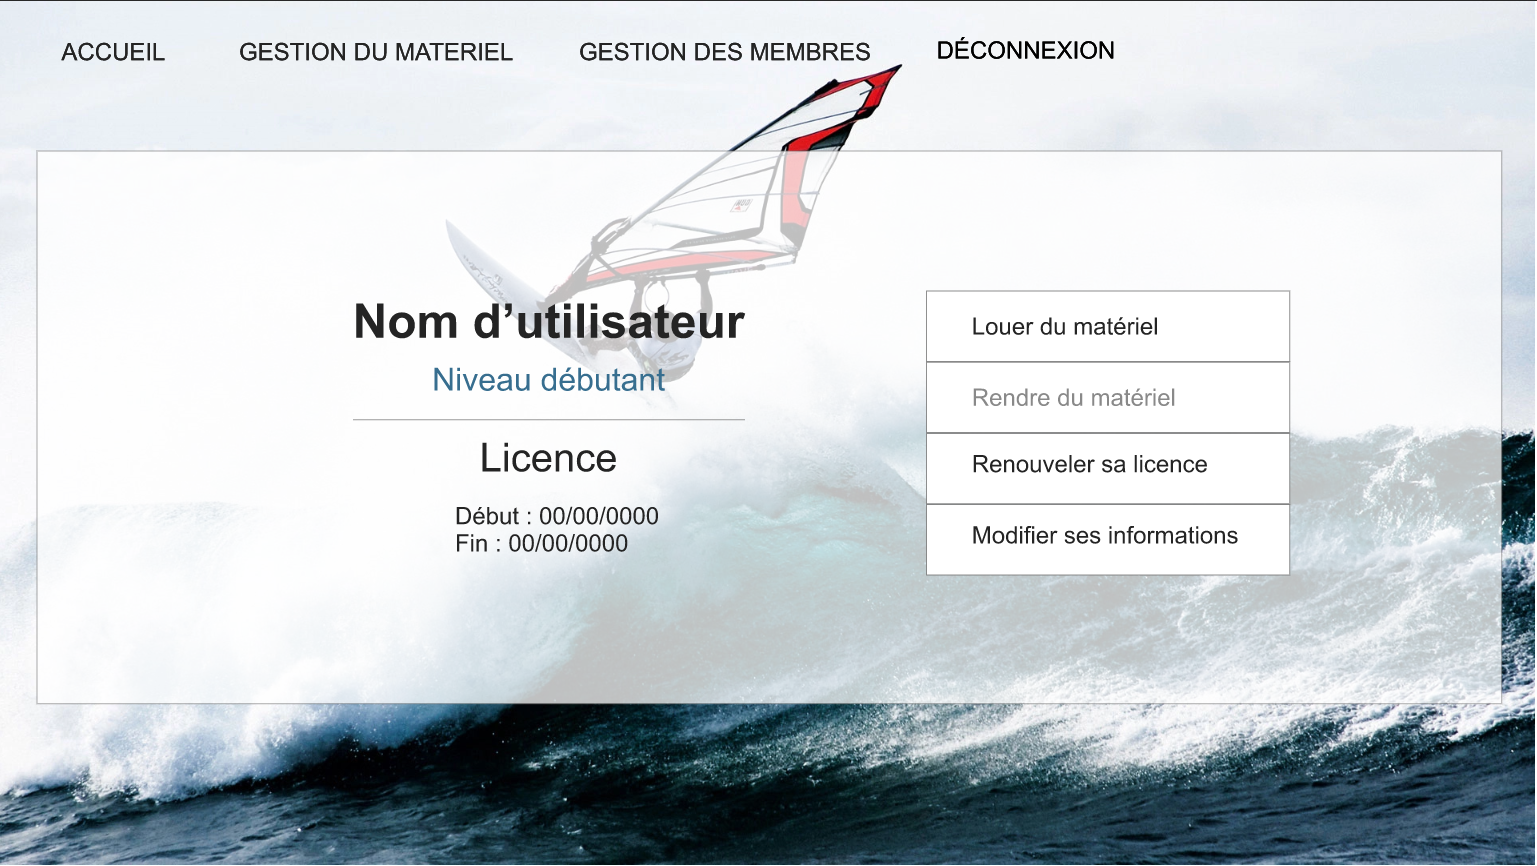 ACCUEIL
GESTION DU MATERIEL
GESTION DES MEMBRES
DÉCONNEXION
Nom d’utilisateur
Niveau débutant
Licence
Début : 00/00/0000
Fin : 00/00/0000
Louer du matériel
Rendre du matériel
Renouveler sa licence
Modifier ses informations